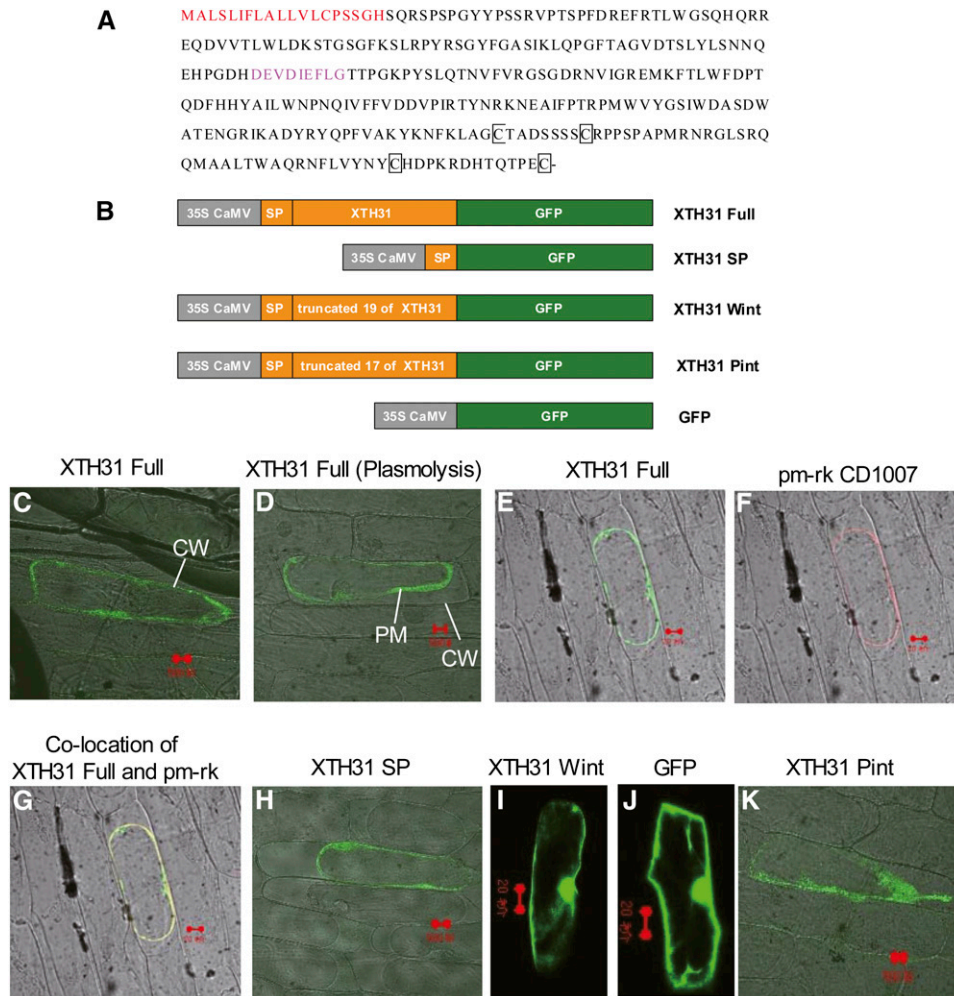 A
MALSLIFLALLVLCPSSGHSQRSPSPGYYPSSRVPTSPFDREFRTLWGSQHQRR
EQDVVTLWLDKSTGSGFKSLRPYRSGYFGASIKLQPGFTAGVDTSLYLSNNQ
EHPGDHDEVDIEFLGTTPGKPYSLQTNVFVRGSGDRNVIGREMKFTLWFDPT
QDFHHYAILWNPNQIVFFVDDVPIRTYNRKNEAIFPTRPMWVYGSIWDASDW
ATENGRIKADYRYQPFVAKYKNFKLAGCTADSSSSCRPPSPAPMRNRGLSRQ
QMAALTWAQRNFLVYNYCHDPKRDHTQTPEC-
B
35S CaMV SP XTH31 GFP XTH31 Full
35S CaMV SP GFP XTH31 SP
35S CaMV SP truncated 19 of XTH31 GFP XTH31 Wint
35S CaMV SP truncated 17 of XTH31 GFP XTH31 Pint
35S CaMV GFP GFP
XTH31 Full
C
CW
XTH31 Full (Plasmolysis)
D
PM
CW
XTH31 Full
E
pm-rk CD1007
F
Co-location of
XTH31 Full and pm-rk
G
XTH31 SP
H
XTH31 Wint
I
20
GFP
J
20
XTH31 Pint
K